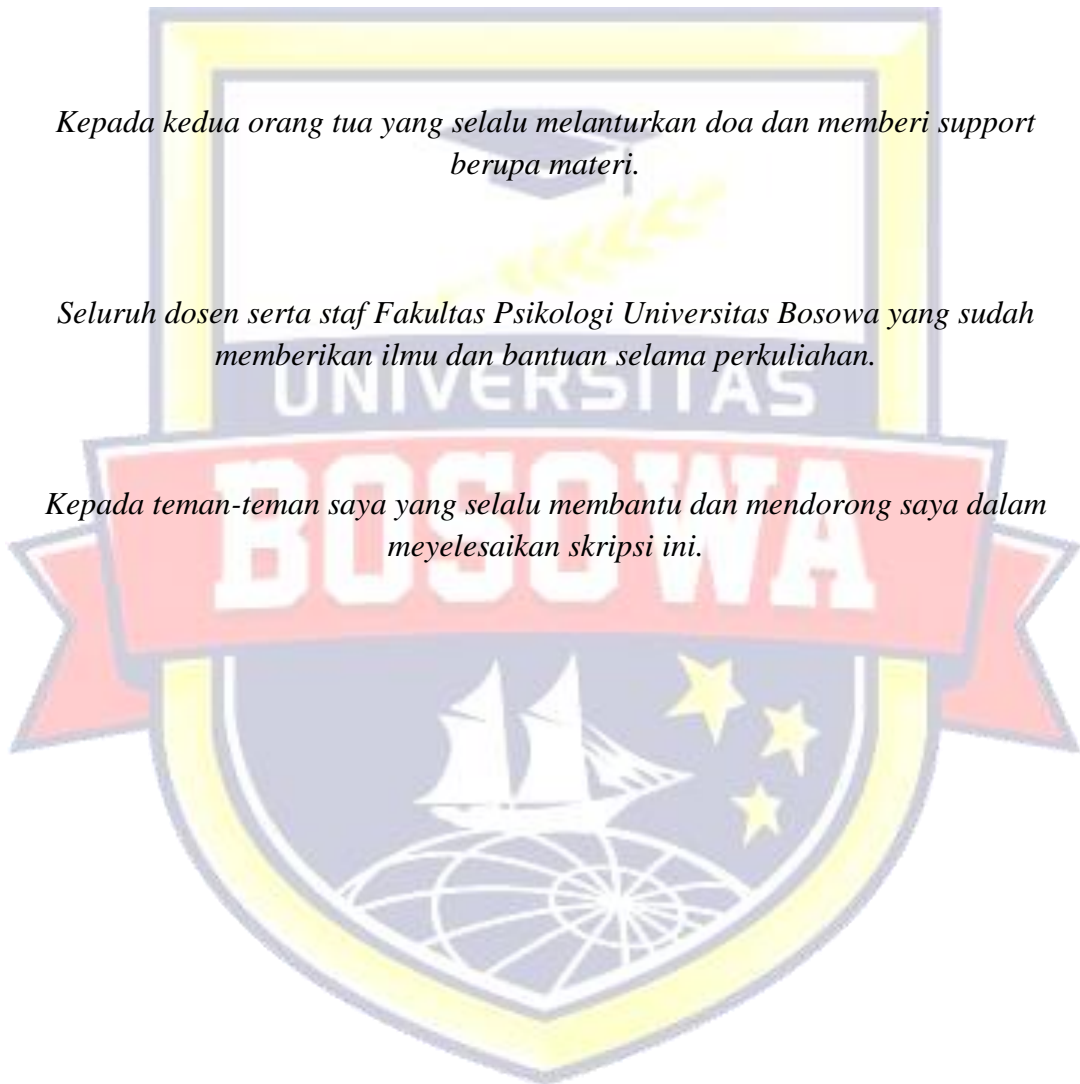 Kepada kedua orang tua yang selalu melanturkan doa dan memberi support
berupa materi.
Seluruh dosen serta staf Fakultas Psikologi Universitas Bosowa yang sudah
memberikan ilmu dan bantuan selama perkuliahan.
UNIVERSITAS
BOSOWA
Kepada teman-teman saya yang selalu membantu dan mendorong saya dalam
meyelesaikan skripsi ini.